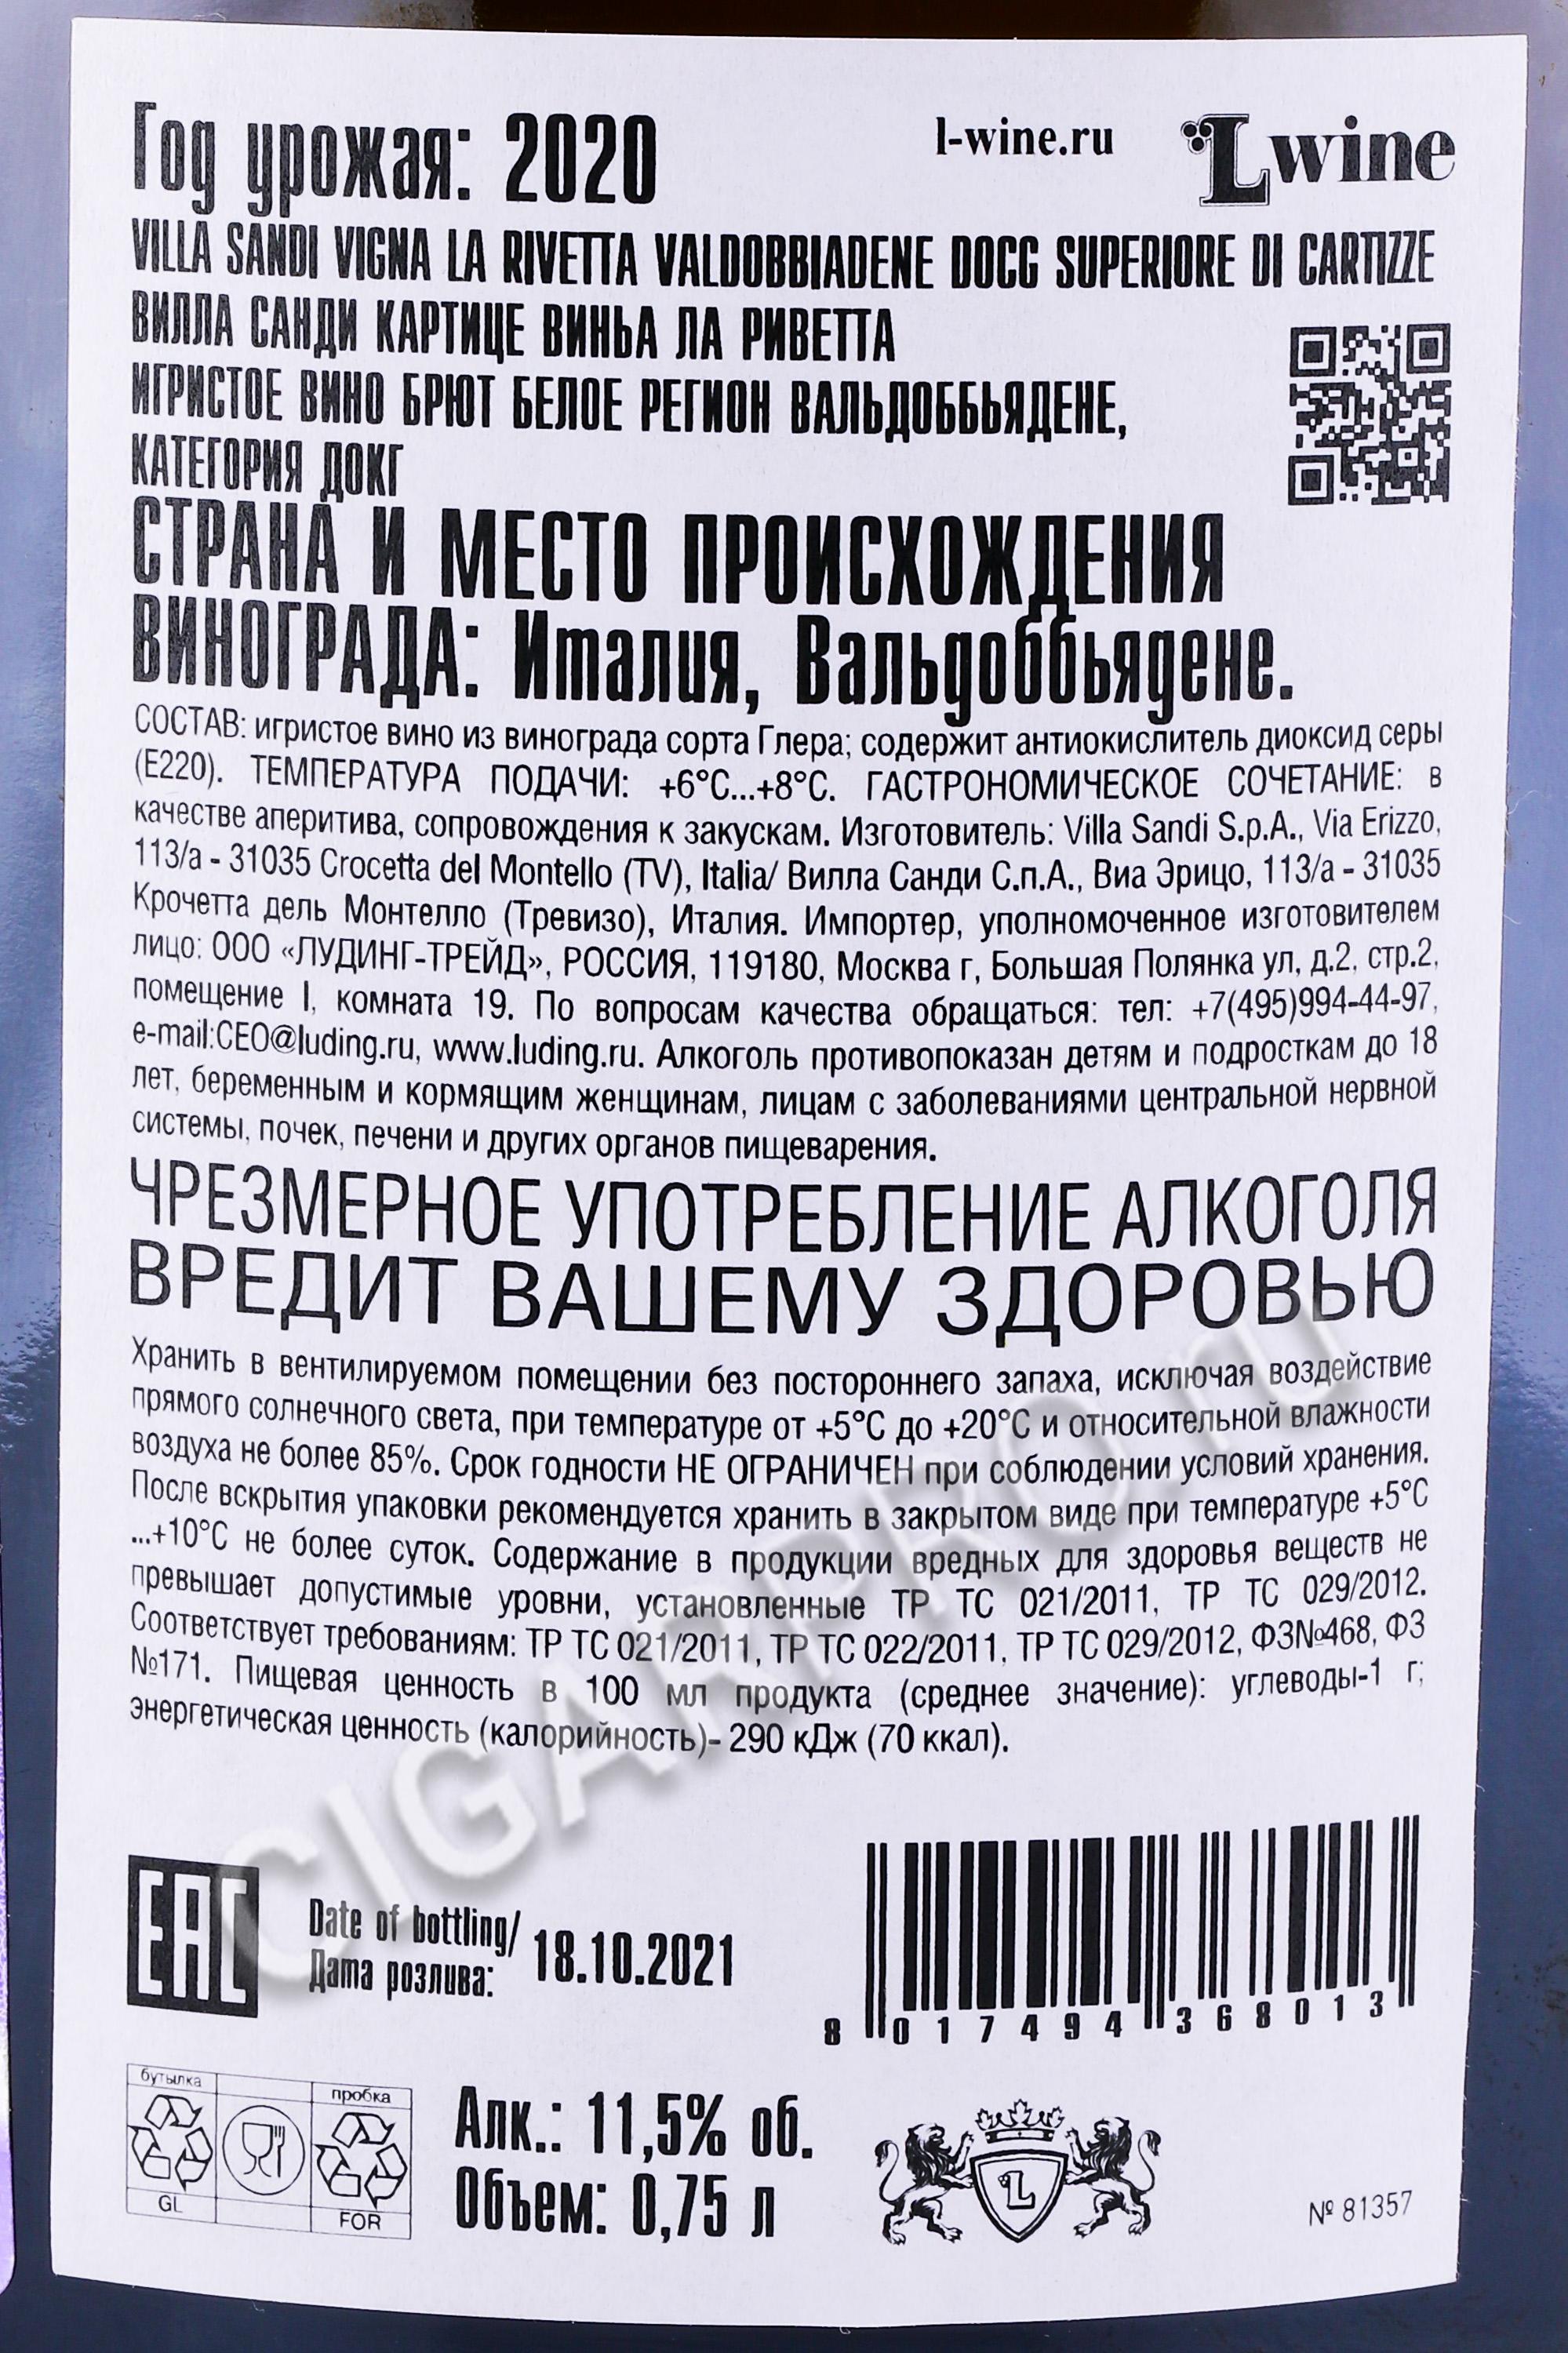 Год урожая: 2020
l-wine.ru
Lwine
VILLA SANDI VIGNA LA RIVETTA VALDOBBIADENE DOCG SUPERIORE DI CARTIZZE
ВИЛЛА САНДИ КАРТИЦЕ ВИНЬА ЛА РИВЕТТА
ИГРИСТОЕ ВИНО БРЮТ БЕЛОЕ РЕГИОН ВАЛЬДОББЬЯДЕНЕ,
КАТЕГОРИЯ ДОКГ
СТРАНА И МЕСТО ПРОИСХОЖДЕНИЯ
ВИНОГРАДА: Италия, Вальдоббьядене.
СОСТАВ: игристое вино из винограда сорта Глера; содержит антиокислитель диоксид серы
(Е220). ТЕМПЕРАТУРА ПОДАЧИ: +6°С...+8°С. ГАСТРОНОМИЧЕСКОЕ СОЧЕТАНИЕ: в
качестве аперитива, сопровождения к закускам. Изготовитель: Villa Sandi S.p.A., Via Erizzo,
113/a - 31035 Crocetta del Montello (TV), Italia/ Вилла Санди С.п.А., Виа Эрицо, 113/а - 31035
Крочетта дель Монтелло (Тревизо), Италия. Импортер, уполномоченное изготовителем
лицо: ООО «ЛУДИНГ-ТРЕЙД», РОССИЯ, 119180, Москва г, Большая Полянка ул, д.2, стр.2,
помещение I, комната 19. По вопросам качества обращаться: тел: +7(495)994-44-97,
e-mail:CEO@luding.ru, www.luding.ru. Алкоголь противопоказан детям и подросткам до 18
лет, беременным и кормящим женщинам, лицам с заболеваниями центральной нервной
системы, почек, печени и других органов пищеварения.
ЧРЕЗМЕРНОЕ УПОТРЕБЛЕНИЕ АЛКОГОЛЯ
ВРЕДИТ ВАШЕМУ ЗДОРОВЬЮ
Хранить в вентилируемом помещении без постороннего запаха, исключая воздействие
прямого солнечного света, при температуре от +5°С до +20°С и относительной влажности
воздуха не более 85%. Срок годности НЕ ОГРАНИЧЕН при соблюдении условий хранения.
После вскрытия упаковки рекомендуется хранить в закрытом виде при температуре +5°С
...+10°С не более суток. Содержание в продукции вредных для здоровья веществ не
превышает допустимые уровни, установленные ТР ТС 021/2011, ТР ТС 029/2012.
Соответствует требованиям: ТР ТС 021/2011, ТР ТС 022/2011, ТР ТС 029/2012, ФЗ№468, ФЗ
№171. Пищевая ценность в 100 мл продукта (среднее значение): углеводы-1 г;
энергетическая ценность (калорийность)- 290 кДж (70 ккал).
CIGARPRO.ru
EAC
Date of bottling/
Дата розлива: 18.10.2021
8 017494 368013
бутылка
пробка
GL
FOR
Алк.: 11,5% об.
Объем: 0,75 л
L
№ 81357